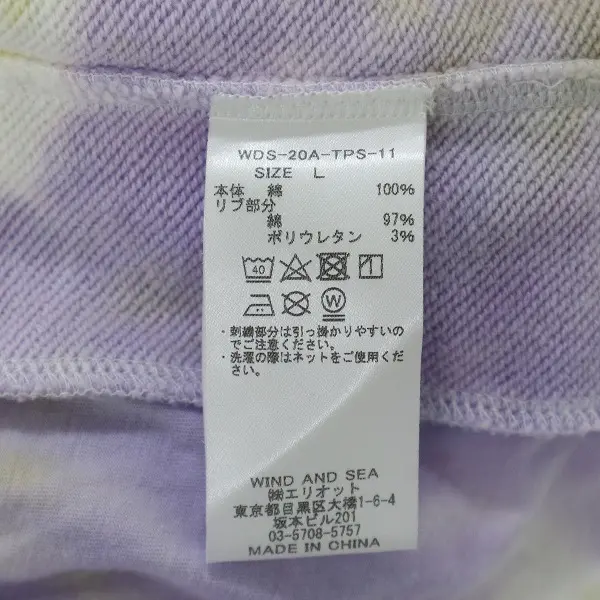 WDS-20A-TPS-11
SIZE L
本体 綿 100%
リブ部分
綿 97%
ポリウレタン 3%
40
W
・刺繍部分は引っ掛かりやすいの
でご注意ください。
・洗濯の際はネットをご使用くだ
さい。
WIND AND SEA
㈱エリオット
東京都目黒区大橋1-6-4
坂本ビル201
03-5708-5757
MADE IN CHINA